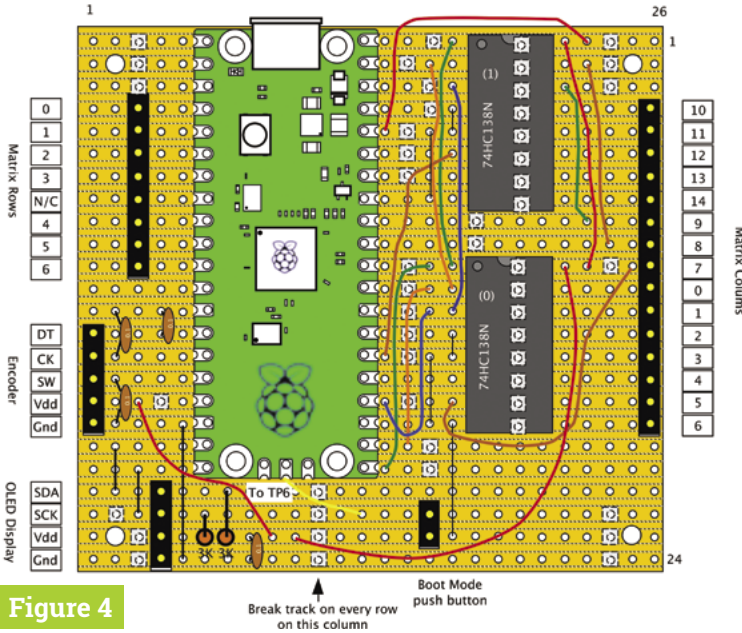 1
26
1
0
1
2
3
N/C
4
5
6
Matrix Rows
DT
CK
SW
Vdd
Gnd
Encoder
SDA
SCK
Vdd
Gnd
OLED Display
(1)
74HC138N
(0)
74HC138N
10
11
12
13
14
9
8
7
0
1
2
3
4
5
6
Matrix Colums
To TP6
3K 3K
24
Figure 4
Break track on every row
on this column
Boot Mode
push button